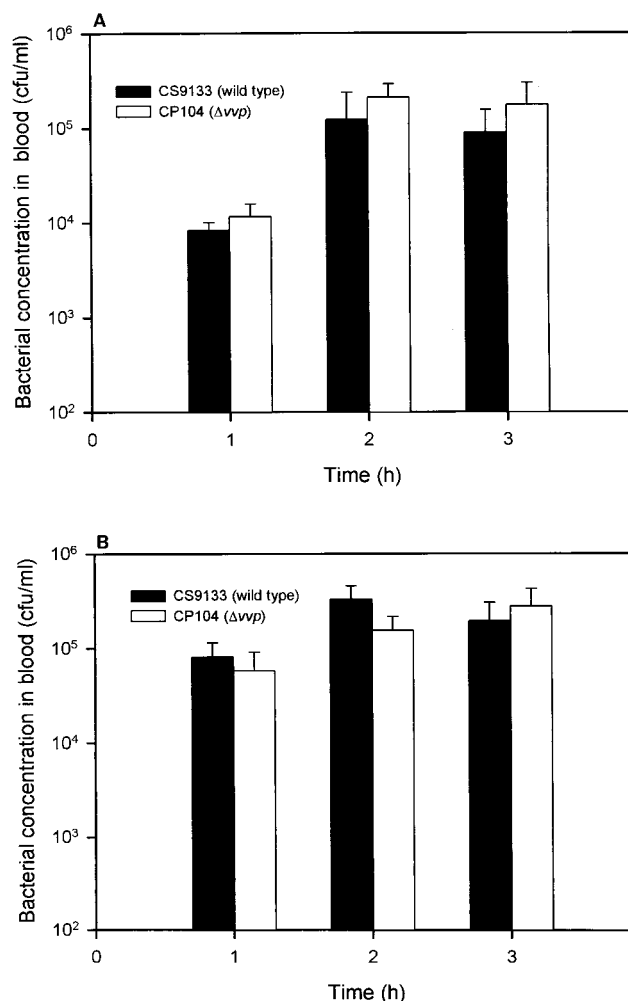 A
Bacterial concentration in blood (cfu/ml)
10⁶
10⁵
10⁴
10³
10²
CS9133 (wild type)
CP104 (Δvvp)
0
1
2
3
Time (h)
B
Bacterial concentration in blood (cfu/ml)
10⁶
10⁵
10⁴
10³
10²
CS9133 (wild type)
CP104 (Δvvp)
0
1
2
3
Time (h)